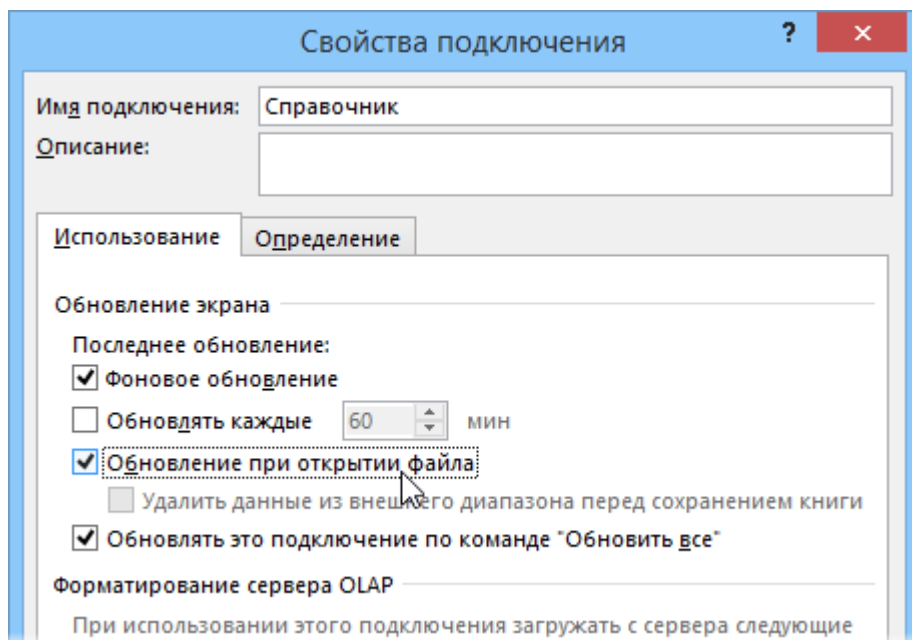 Свойства подключения ? ×
Имя подключения: Справочник
Описание:
Использование Определение
Обновление экрана
Последнее обновление:
Фоновое обновление
Обновлять каждые 60 мин
Обновление при открытии файла
Удалить данные из внешнего диапазона перед сохранением книги
Обновлять это подключение по команде "Обновить все"
Форматирование сервера OLAP
При использовании этого подключения загружать с сервера следующие